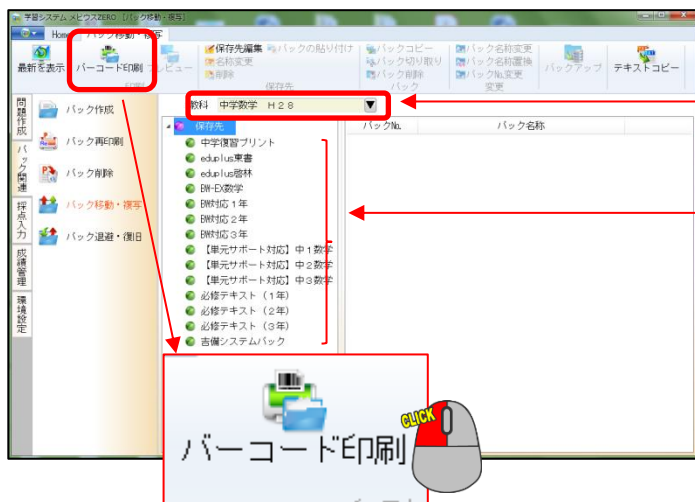 学習システム メビウスZERO 【パック移動・複写】
Home パック移動・複写
最新を表示
バーコード印刷
プレビュー
印刷
保存先編集
名称変更
削除
パックの貼り付け
保存先
パックコピー
パック切り取り
パック削除
パック
パック名称変更
パック名称置換
パックNo.変更
変更
バックアップ
テキストコピー
教科 中学数学 H28
問題作成
パック関連
採点入力
成績管理
環境設定
パック作成
パック再印刷
パック削除
パック移動・複写
パック退避・復旧
保存先
中学復習プリント
eduplus東書
eduplus啓林
BW-EX数学
BW対応1年
BW対応2年
BW対応3年
【単元サポート対応】中1数学
【単元サポート対応】中2数学
【単元サポート対応】中3数学
必修テキスト（1年）
必修テキスト（2年）
必修テキスト（3年）
吉備システムパック
パックNo. パック名称
バーコード印刷
CLICK